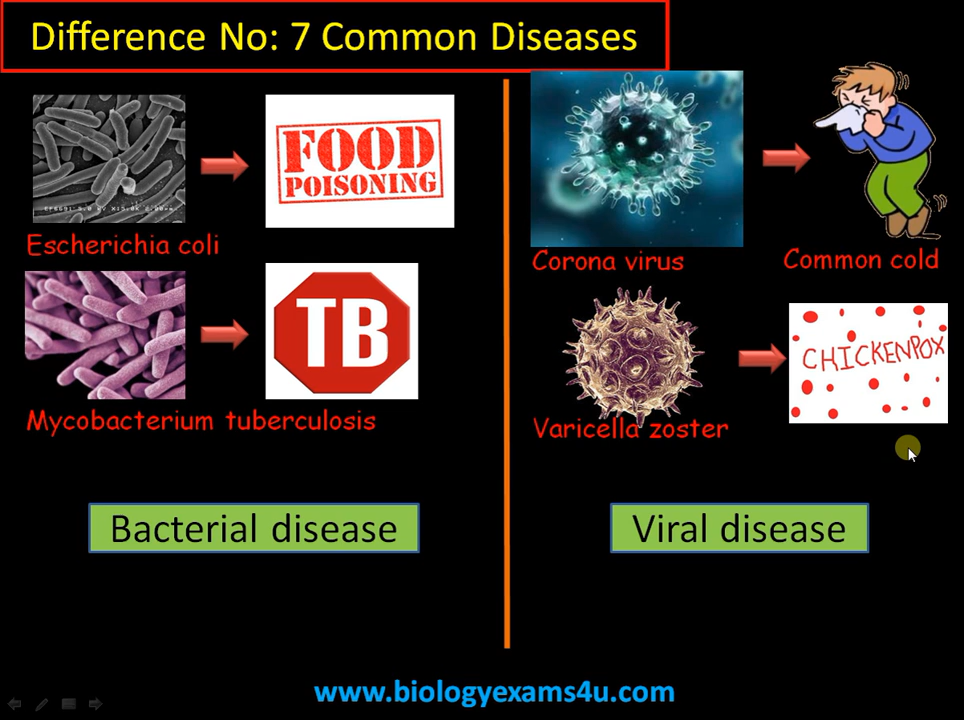 Difference No: 7 Common Diseases
FOOD
POISONING
Escherichia coli
TB
Mycobacterium tuberculosis
Bacterial disease
Corona virus
Common cold
CHICKENPOX
Varicella zoster
Viral disease
www.biologyexams4u.com